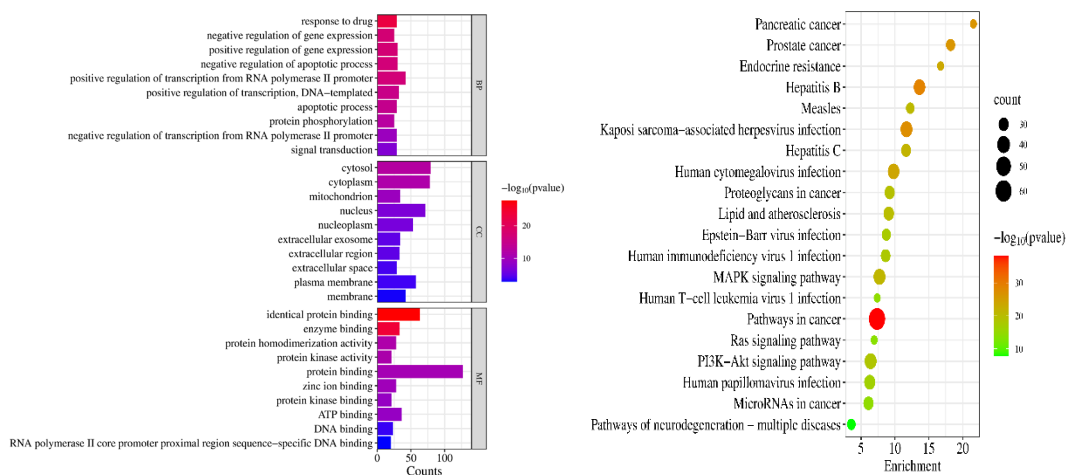 response to drug
negative regulation of gene expression
positive regulation of gene expression
negative regulation of apoptotic process
positive regulation of transcription from RNA polymerase II promoter
positive regulation of transcription, DNA-templated
apoptotic process
protein phosphorylation
negative regulation of transcription from RNA polymerase II promoter
signal transduction
BP
cytosol
cytoplasm
mitochondrion
nucleus
nucleoplasm
extracellular exosome
extracellular region
extracellular space
plasma membrane
membrane
CC
identical protein binding
enzyme binding
protein homodimerization activity
protein kinase activity
protein binding
zinc ion binding
protein kinase binding
ATP binding
DNA binding
RNA polymerase II core promoter proximal region sequence−specific DNA binding
MF
0 50 100
Counts
−log10(pvalue)
20
10
Pancreatic cancer
Prostate cancer
Endocrine resistance
Hepatitis B
Measles
Kaposi sarcoma−associated herpesvirus infection
Hepatitis C
Human cytomegalovirus infection
Proteoglycans in cancer
Lipid and atherosclerosis
Epstein−Barr virus infection
Human immunodeficiency virus 1 infection
MAPK signaling pathway
Human T−cell leukemia virus 1 infection
Pathways in cancer
Ras signaling pathway
PI3K−Akt signaling pathway
Human papillomavirus infection
MicroRNAs in cancer
Pathways of neurodegeneration − multiple diseases
5 10 15 20
Enrichment
count
30
40
50
60
−log10(pvalue)
30
20
10